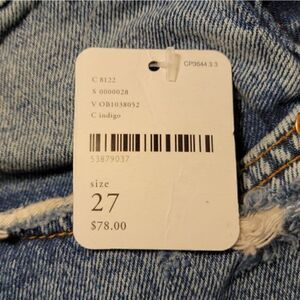 CP3644 3.3
C 8122
S 0000028
V OB1038052
C indigo
53879037
size
27
$78.00